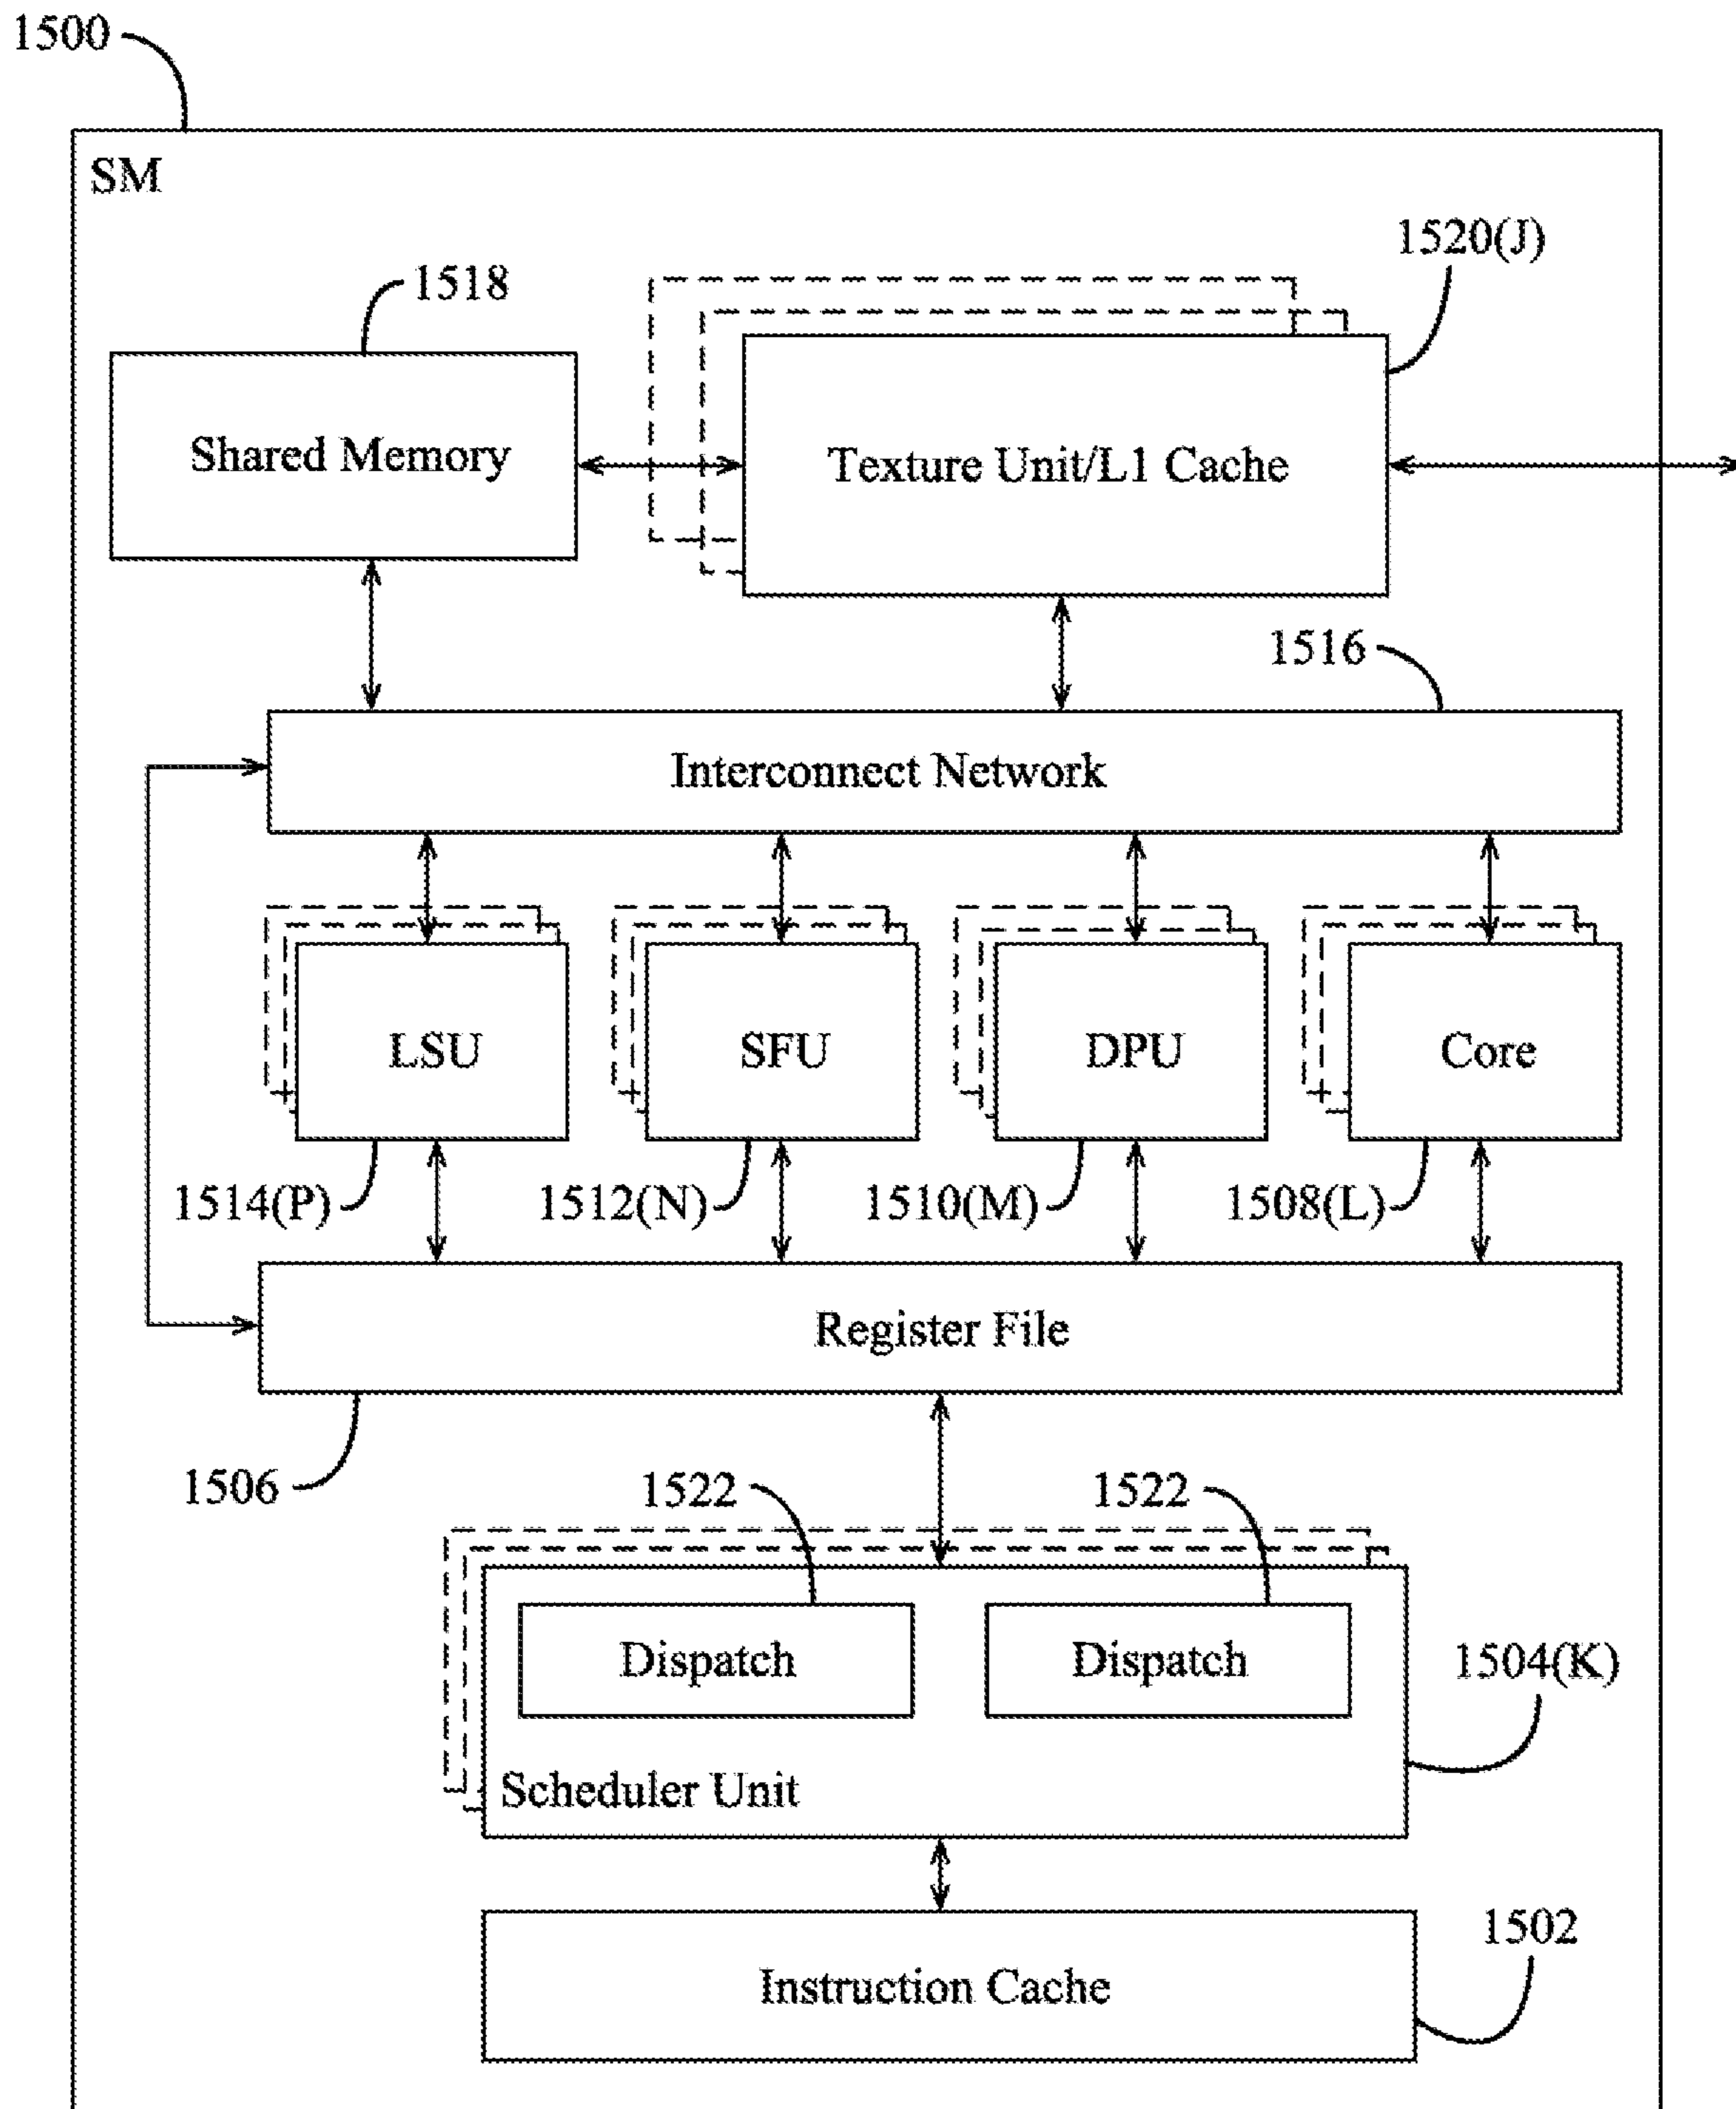 1500
SM
1520(J)
1518
Shared Memory
Texture Unit/L1 Cache
1516
Interconnect Network
LSU
SFU
DPU
Core
1514(P)
1512(N)
1510(M)
1508(L)
Register File
1506
1522
1522
Dispatch
Dispatch
1504(K)
Scheduler Unit
1502
Instruction Cache